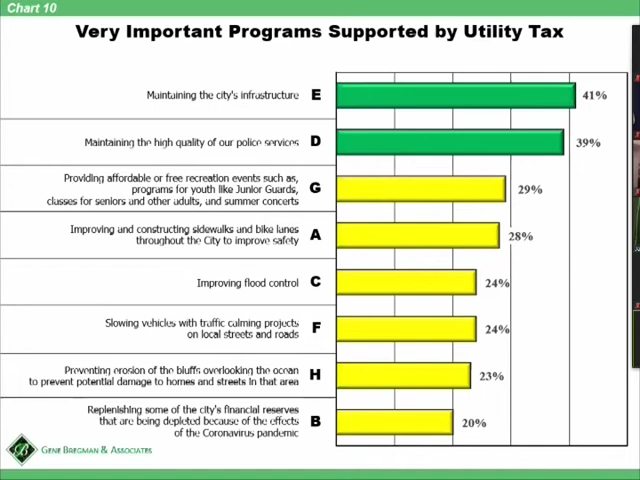 Chart 10
Very Important Programs Supported by Utility Tax
Maintaining the city's infrastructure E 41%
Maintaining the high quality of our police services D 39%
Providing affordable or free recreation events such as,
programs for youth like Junior Guards,
classes for seniors and other adults, and summer concerts
G 29%
Improving and constructing sidewalks and bike lanes
throughout the City to improve safety
A 28%
Improving flood control C 24%
Slowing vehicles with traffic calming projects
on local streets and roads
F 24%
Preventing erosion of the bluffs overlooking the ocean
to prevent potential damage to homes and streets in that area
H 23%
Replenishing some of the city's financial reserves
that are being depleted because of the effects
of the Coronavirus pandemic
B 20%
B GENE BREGMAN & ASSOCIATES